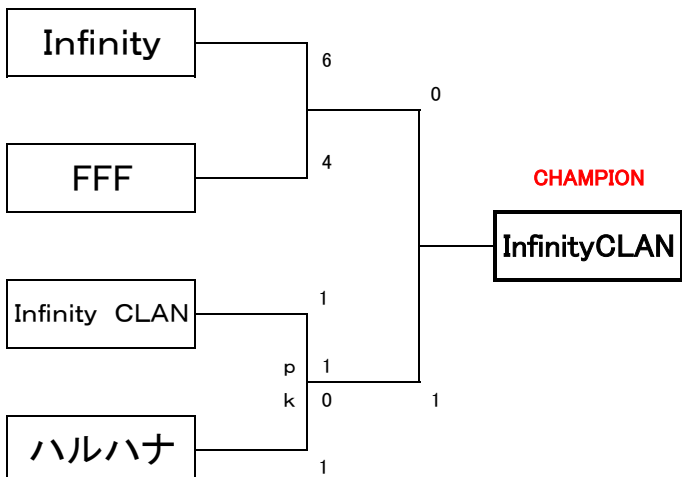 Infinity
6
0
4
FFF
CHAMPION
InfinityCLAN
1
Infinity　CLAN
ｐ 1
ｋ 0
1
ハルハナ
1